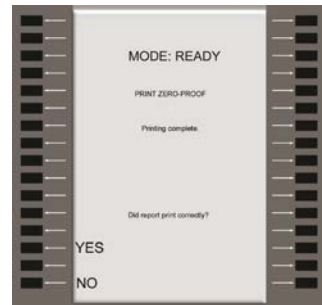 MODE: READY
PRINT ZERO-PROOF
Printing complete
Did report print correctly?
YES
NO